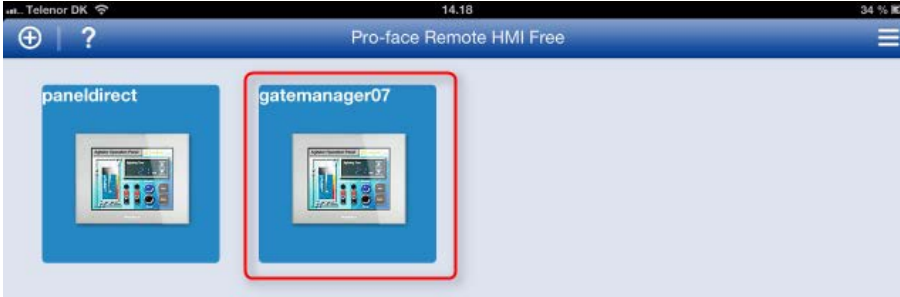 Telenor DK 14.18 34 %
? Pro-face Remote HMI Free
paneldirect gatemanager07